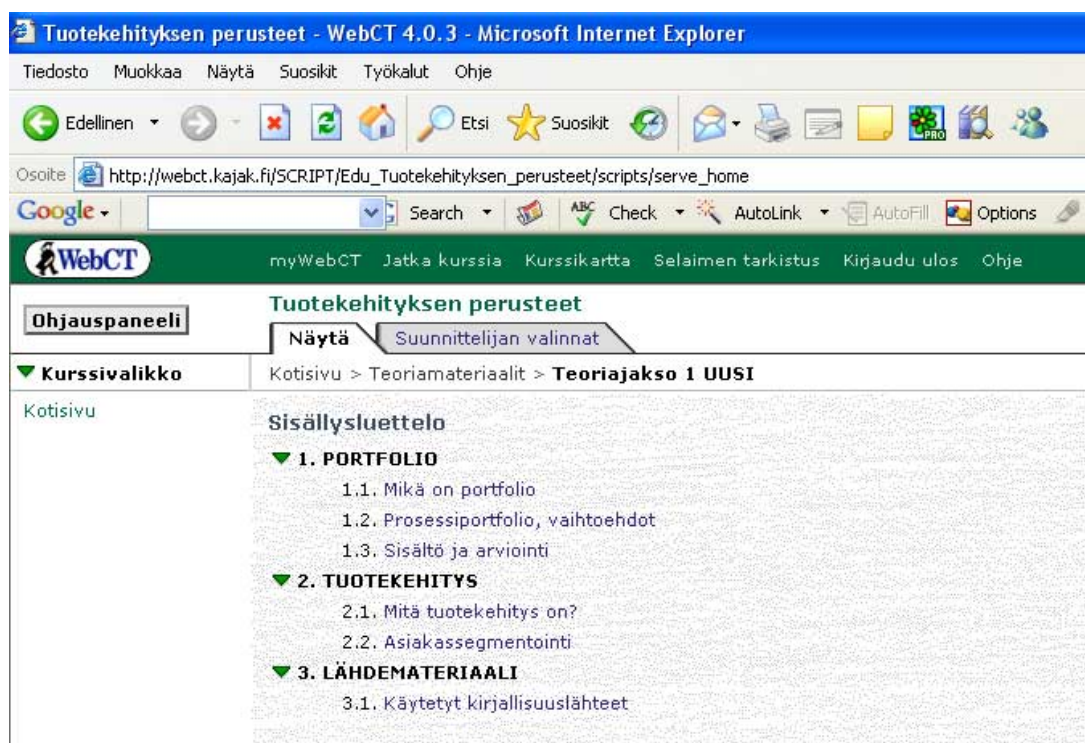 Tuotekehityksen perusteet - WebCT 4.0.3 - Microsoft Internet Explorer
Tiedosto Muokkaa Näytä Suosikit Työkalut Ohje
Edellinen Etsi Suosikit PRO
Osoite http://webct.kajak.fi/SCRIPT/Edu_Tuotekehityksen_perusteet/scripts/serve_home
Google Search ABC Check AutoLink AutoFill Options
WebCT myWebCT Jatka kurssia Kurssikartta Selaimen tarkistus Kirjaudu ulos Ohje
Ohjauspaneeli
Tuotekehityksen perusteet
Näytä Suunnittelijan valinnat
Kurssivalikko
Kotisivu > Teoriamateriaalit > Teoriajakso 1 UUSI
Kotisivu
Sisällysluettelo
1. PORTFOLIO
1.1. Mikä on portfolio
1.2. Prosessiportfolio, vaihtoehdot
1.3. Sisältö ja arviointi
2. TUOTEKEHITYS
2.1. Mitä tuotekehitys on?
2.2. Asiakassegmentointi
3. LÄHDEMATERIAALI
3.1. Käytetyt kirjallisuuslähteet